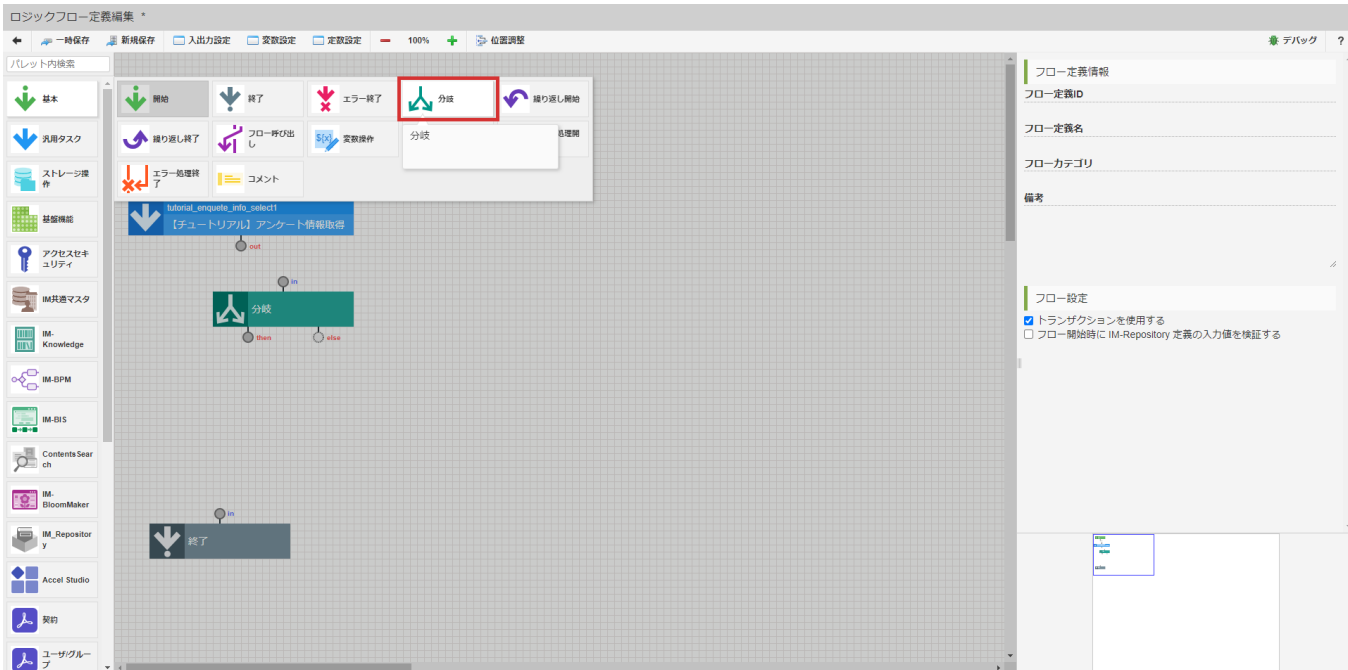 ロジックフロー定義編集 *
一時保存 新規保存 入出力設定 変数設定 定数設定 100% 位置調整 デバッグ ?
パレット内検索
基本
汎用タスク
ストレージ操
作
基盤機能
アクセスセキ
ュリティ
IM共通マスタ
IM-
Knowledge
IM-BPM
IM-BIS
ContentsSear
ch
IM-
BloomMaker
IM_Repositor
y
Accel Studio
契約
ユーザ/グルー
プ
開始
終了
エラー終了
分岐
繰り返し開始
繰り返し終了
フロー呼び出
し
${x}
変数操作
分岐
処理開
エラー処理終
了
コメント
tutorial_enquete_info_select1
【チュートリアル】アンケート情報取得
out
in
分岐
then else
in
終了
フロー定義情報
フロー定義ID
フロー定義名
フローカテゴリ
備考
フロー設定
トランザクションを使用する
フロー開始時に IM-Repository 定義の入力値を検証する